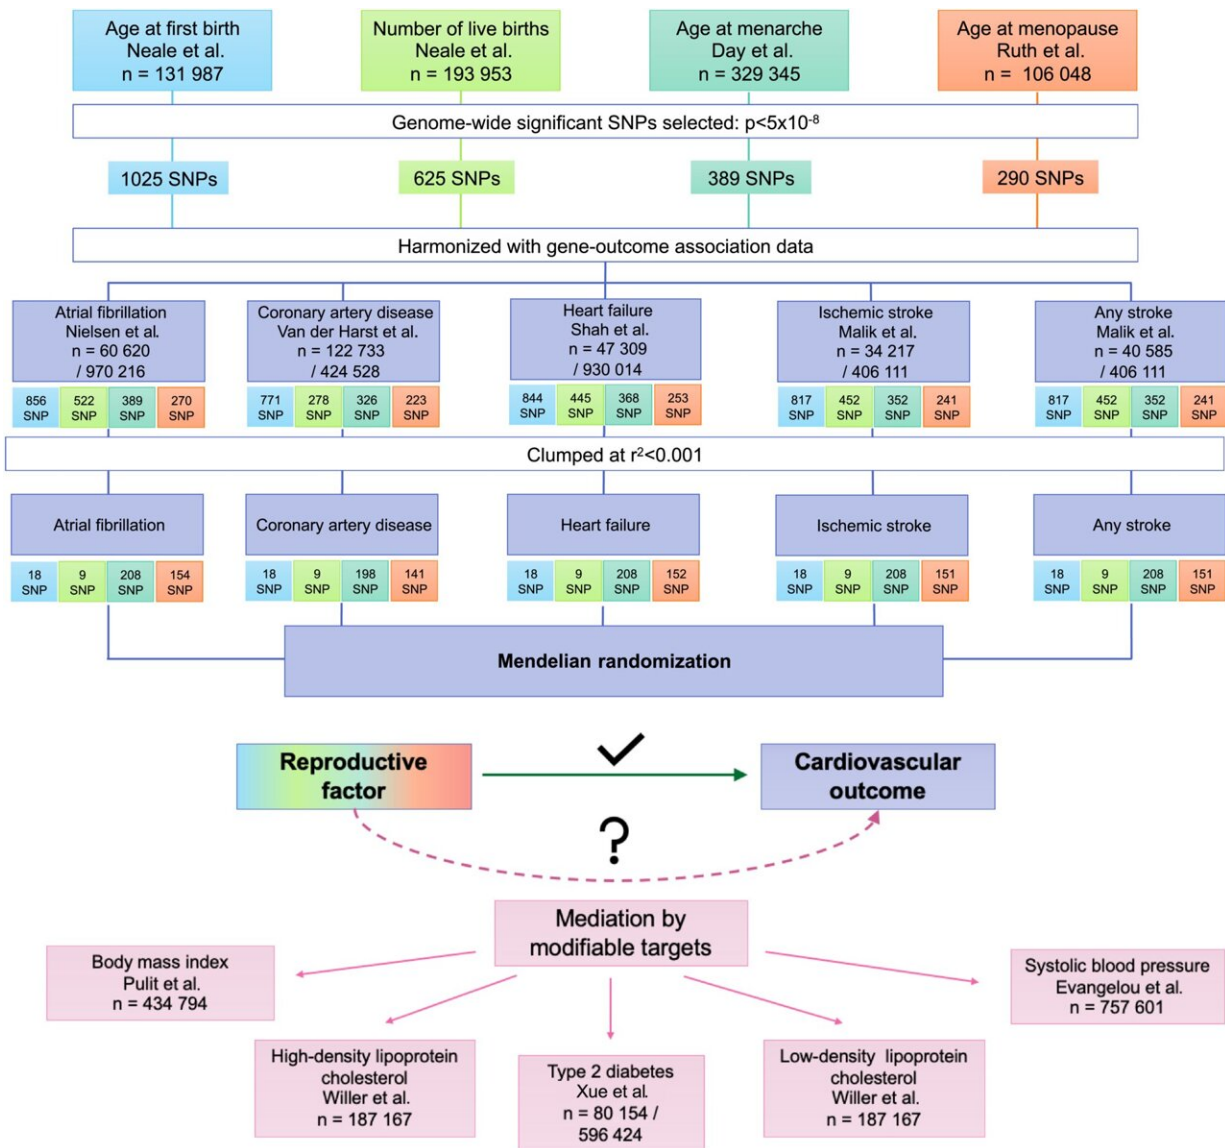 Age at first birth
Neale et al.
n = 131 987
Number of live births
Neale et al.
n = 193 953
Age at menarche
Day et al.
n = 329 345
Age at menopause
Ruth et al.
n = 106 048
Genome-wide significant SNPs selected: p<5x10⁻⁸
1025 SNPs
625 SNPs
389 SNPs
290 SNPs
Harmonized with gene-outcome association data
Atrial fibrillation
Nielsen et al.
n = 60 620
/ 970 216
Coronary artery disease
Van der Harst et al.
n = 122 733
/ 424 528
Heart failure
Shah et al.
n = 47 309
/ 930 014
Ischemic stroke
Malik et al.
n = 34 217
/ 406 111
Any stroke
Malik et al.
n = 40 585
/ 406 111
856 SNP
522 SNP
389 SNP
270 SNP
771 SNP
278 SNP
326 SNP
223 SNP
844 SNP
445 SNP
368 SNP
253 SNP
817 SNP
452 SNP
352 SNP
241 SNP
817 SNP
452 SNP
352 SNP
241 SNP
Clumped at r²<0.001
Atrial fibrillation
Coronary artery disease
Heart failure
Ischemic stroke
Any stroke
18 SNP
9 SNP
208 SNP
154 SNP
18 SNP
9 SNP
198 SNP
141 SNP
18 SNP
9 SNP
208 SNP
152 SNP
18 SNP
9 SNP
208 SNP
151 SNP
18 SNP
9 SNP
208 SNP
151 SNP
Mendelian randomization
Reproductive
factor
Cardiovascular
outcome
?
Mediation by
modifiable targets
Body mass index
Pulit et al.
n = 434 794
Systolic blood pressure
Evangelou et al.
n = 757 601
High-density lipoprotein
cholesterol
Willer et al.
n = 187 167
Type 2 diabetes
Xue et al.
n = 80 154 /
596 424
Low-density lipoprotein
cholesterol
Willer et al.
n = 187 167